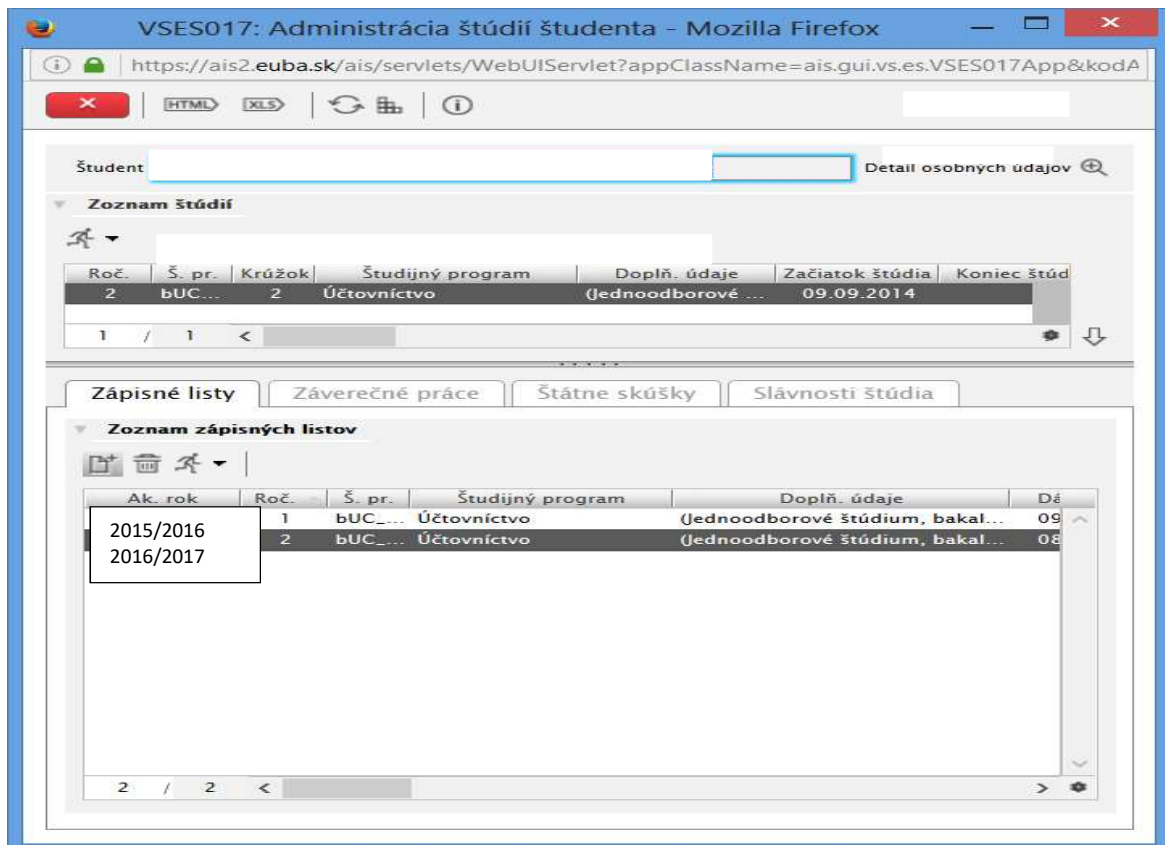 VSES017: Administrácia štúdií študenta - Mozilla Firefox
https://ais2.euba.sk/ais/servlets/WebUIServlet?appClassName=ais.gui.vs.es.VSES017App&kodA
HTML XLS
Študent Detail osobných údajov
Zoznam štúdií
Roč. Š. pr. Krúžok Študijný program Doplň. údaje Začiatok štúdia Koniec štúd
2 bUC... 2 Účtovníctvo (Jednoodborové ... 09.09.2014
1 / 1
Zápisné listy Záverečné práce Štátne skúšky Slávnosti štúdia
Zoznam zápisných listov
Ak. rok Roč. Š. pr. Študijný program Doplň. údaje Dá
2015/2016 1 bUC_... Účtovníctvo (Jednoodborové štúdium, bakal... 09
2016/2017 2 bUC_... Účtovníctvo (Jednoodborové štúdium, bakal... 08
2 / 2